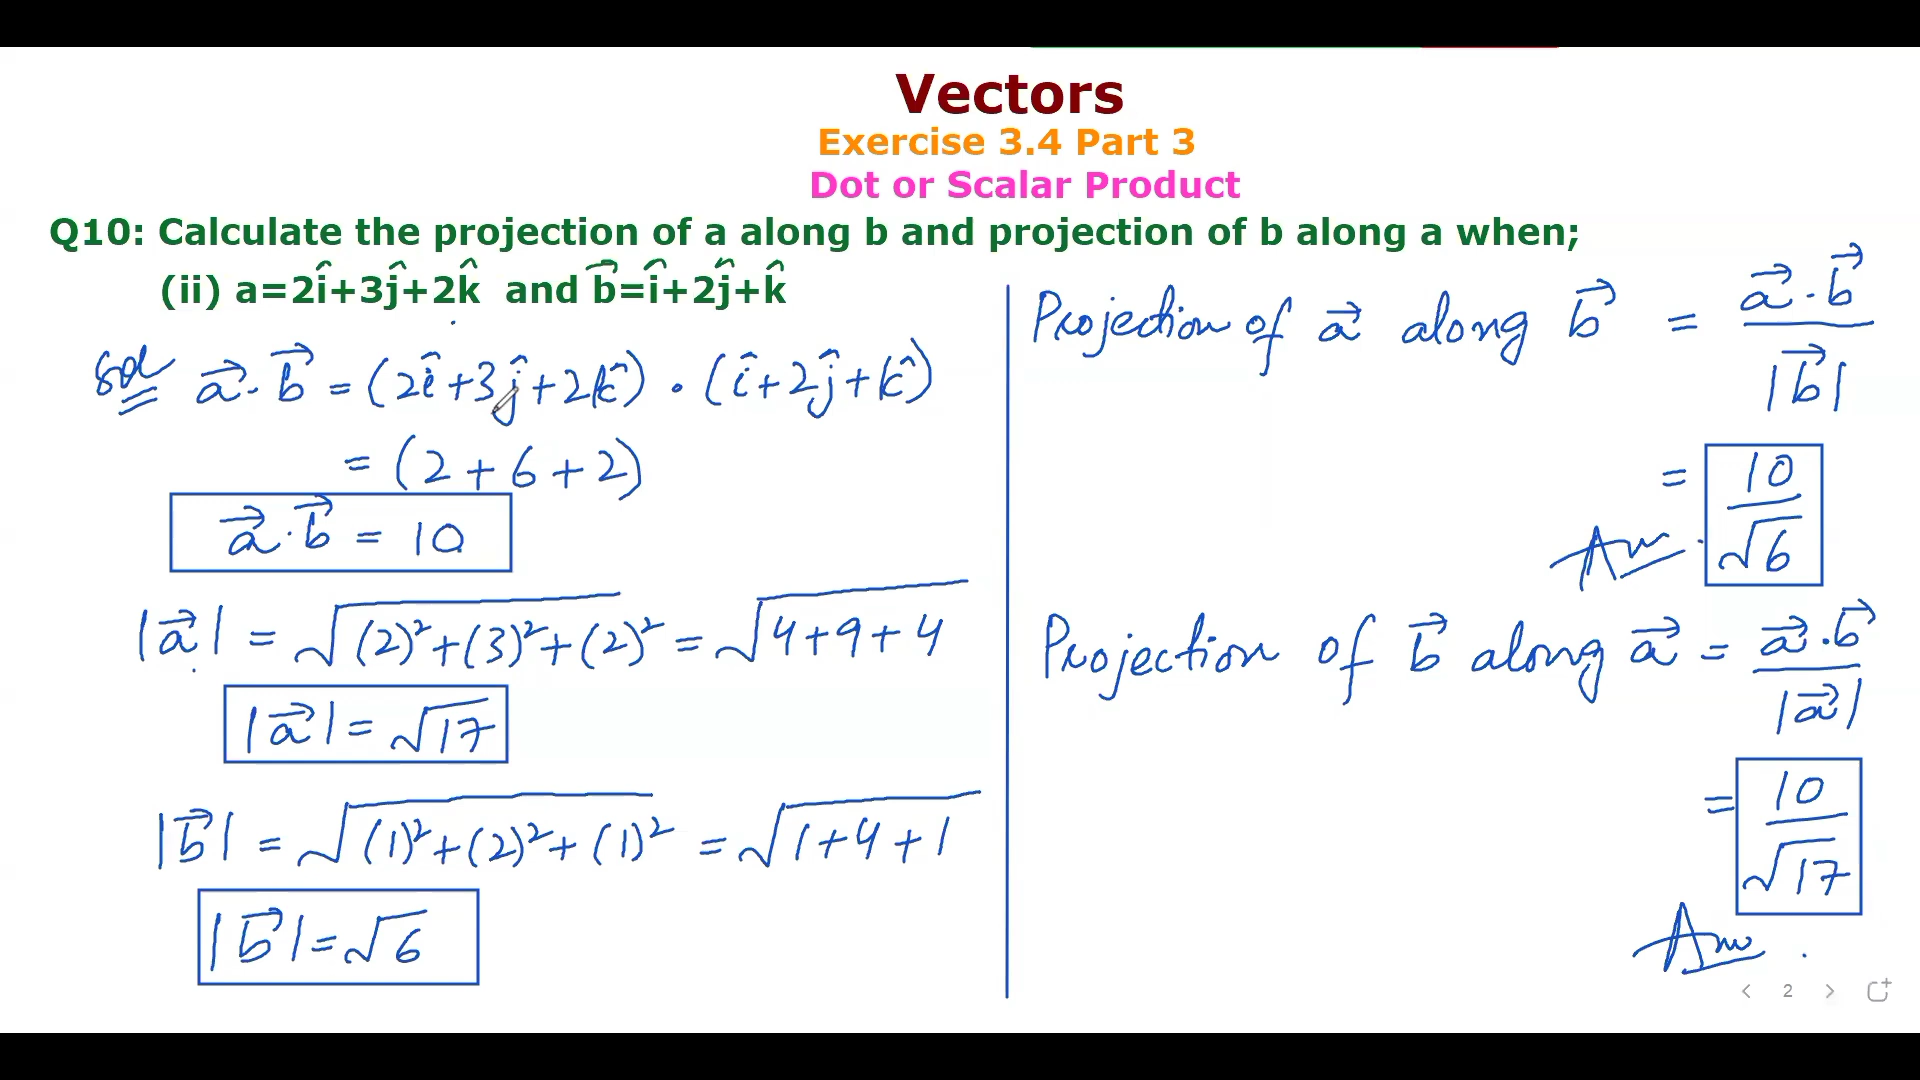 Vectors
Exercise 3.4 Part 3
Dot or Scalar Product
Q10: Calculate the projection of a along b and projection of b along a when;
(ii) a=2î+3ĵ+2k̂ and b⃗=î+2ĵ+k̂
Sol a⃗·b⃗ = (2î+3ĵ+2k̂) · (î+2ĵ+k̂)
= (2+6+2)
a⃗·b⃗ = 10
|a⃗| = √((2)²+(3)²+(2)²) = √(4+9+4)
|a⃗| = √17
|b⃗| = √((1)²+(2)²+(1)²) = √(1+4+1)
|b⃗| = √6
Projection of a⃗ along b⃗ = a⃗·b⃗ / |b⃗|
= 10/√6
Ans.
Projection of b⃗ along a⃗ = a⃗·b⃗ / |a⃗|
= 10/√17
Ans.
2